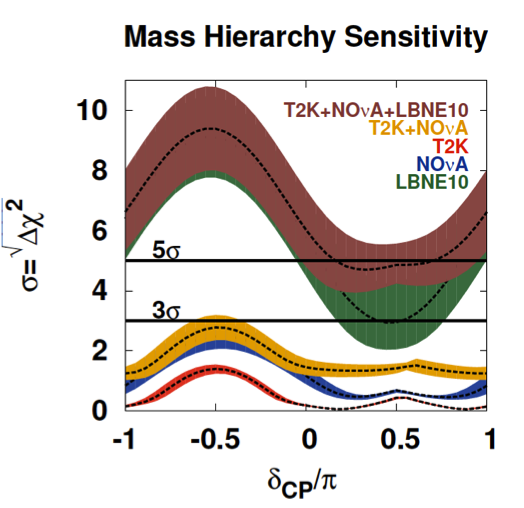 Mass Hierarchy Sensitivity
σ=√Δχ²
10
8
6
4
2
0
T2K+NOνA+LBNE10
T2K+NOνA
T2K
NOνA
LBNE10
5σ
3σ
-1
-0.5
0
0.5
1
δCP/π